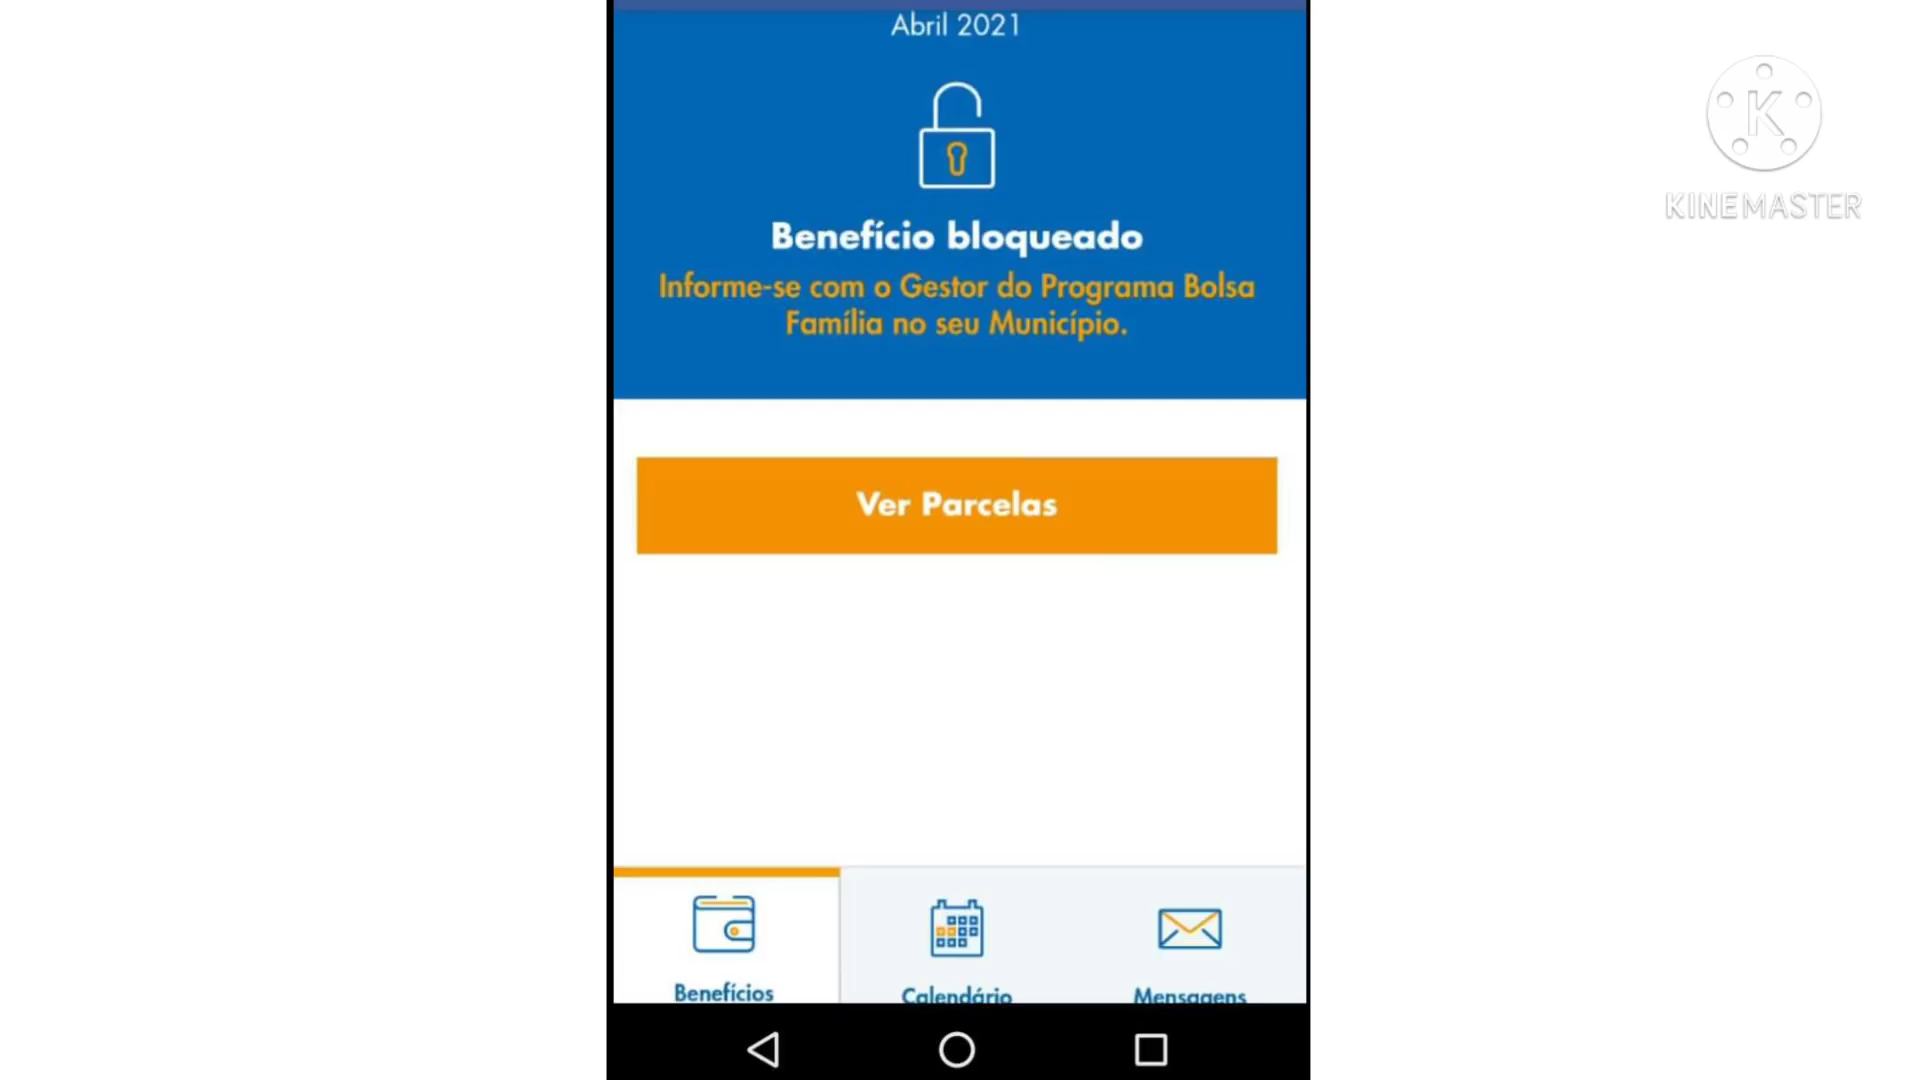 Abril 2021
Benefício bloqueado
Informe-se com o Gestor do Programa Bolsa
Família no seu Município.
Ver Parcelas
Benefícios
Calendário
Mensagens
K
KINEMASTER